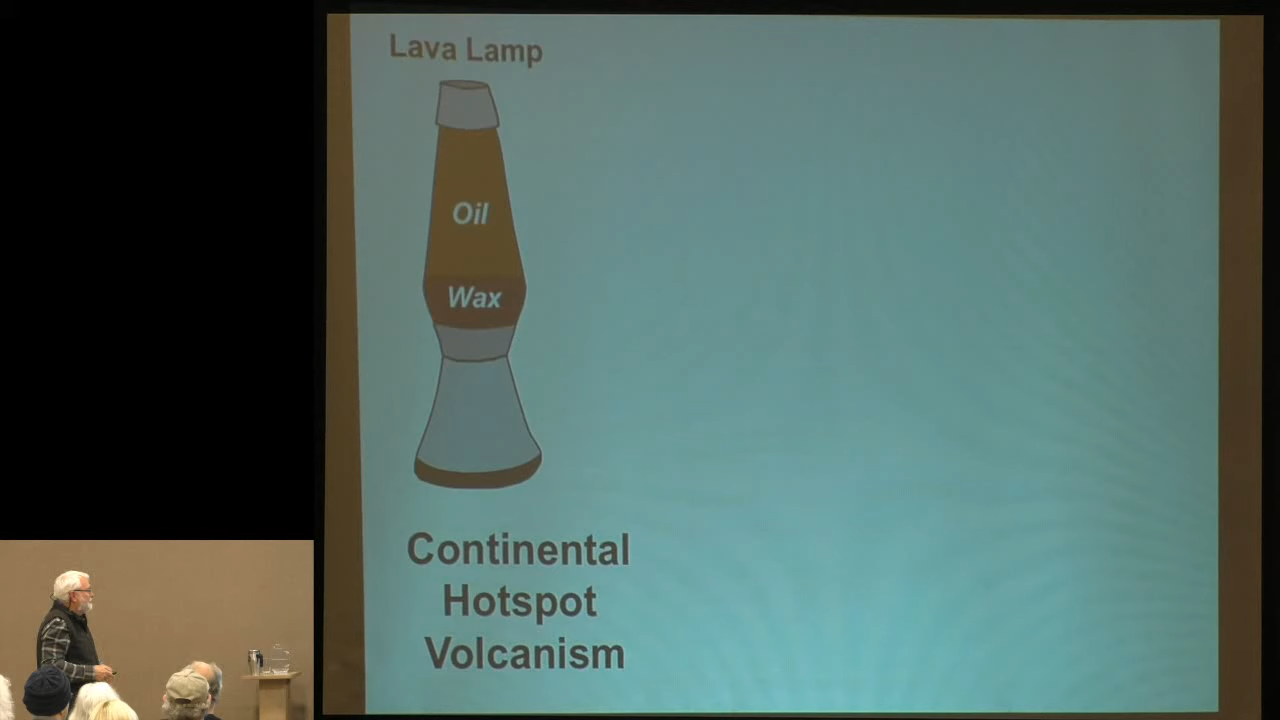 Lava Lamp
Oil
Wax
Continental
Hotspot
Volcanism